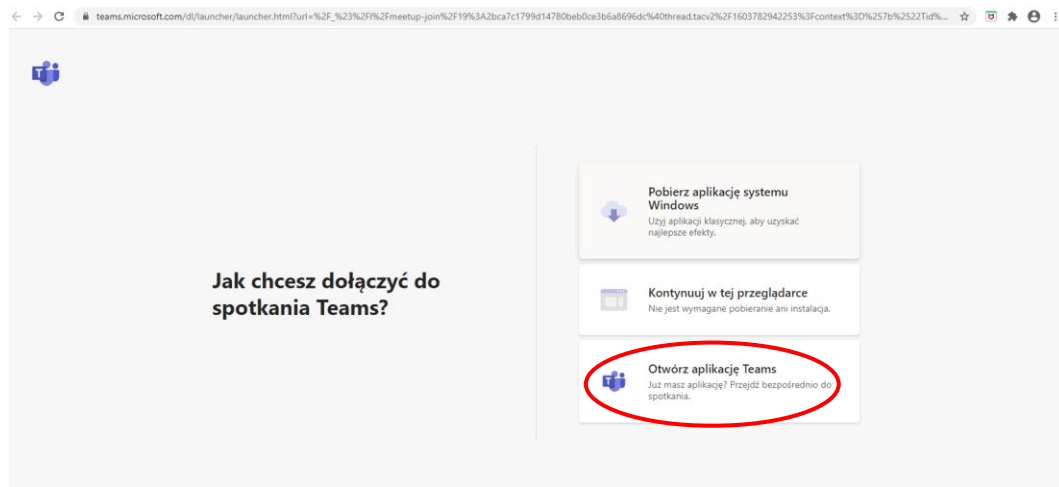 teams.microsoft.com/dl/launcher/launcher.html?url=%2F_%23%2Fl%2Fmeetup-join%2F19%3A2bca7c1799d14780beb0ce3b6a8696dc%40thread.tacv2%2F1603782942253%3Fcontext%3D%257b%2522Tid%...
Jak chcesz dołączyć do
spotkania Teams?
Pobierz aplikację systemu
Windows
Użyj aplikacji klasycznej, aby uzyskać
najlepsze efekty.
Kontynuuj w tej przeglądarce
Nie jest wymagane pobieranie ani instalacja.
Otwórz aplikację Teams
Już masz aplikację? Przejdź bezpośrednio do
spotkania.